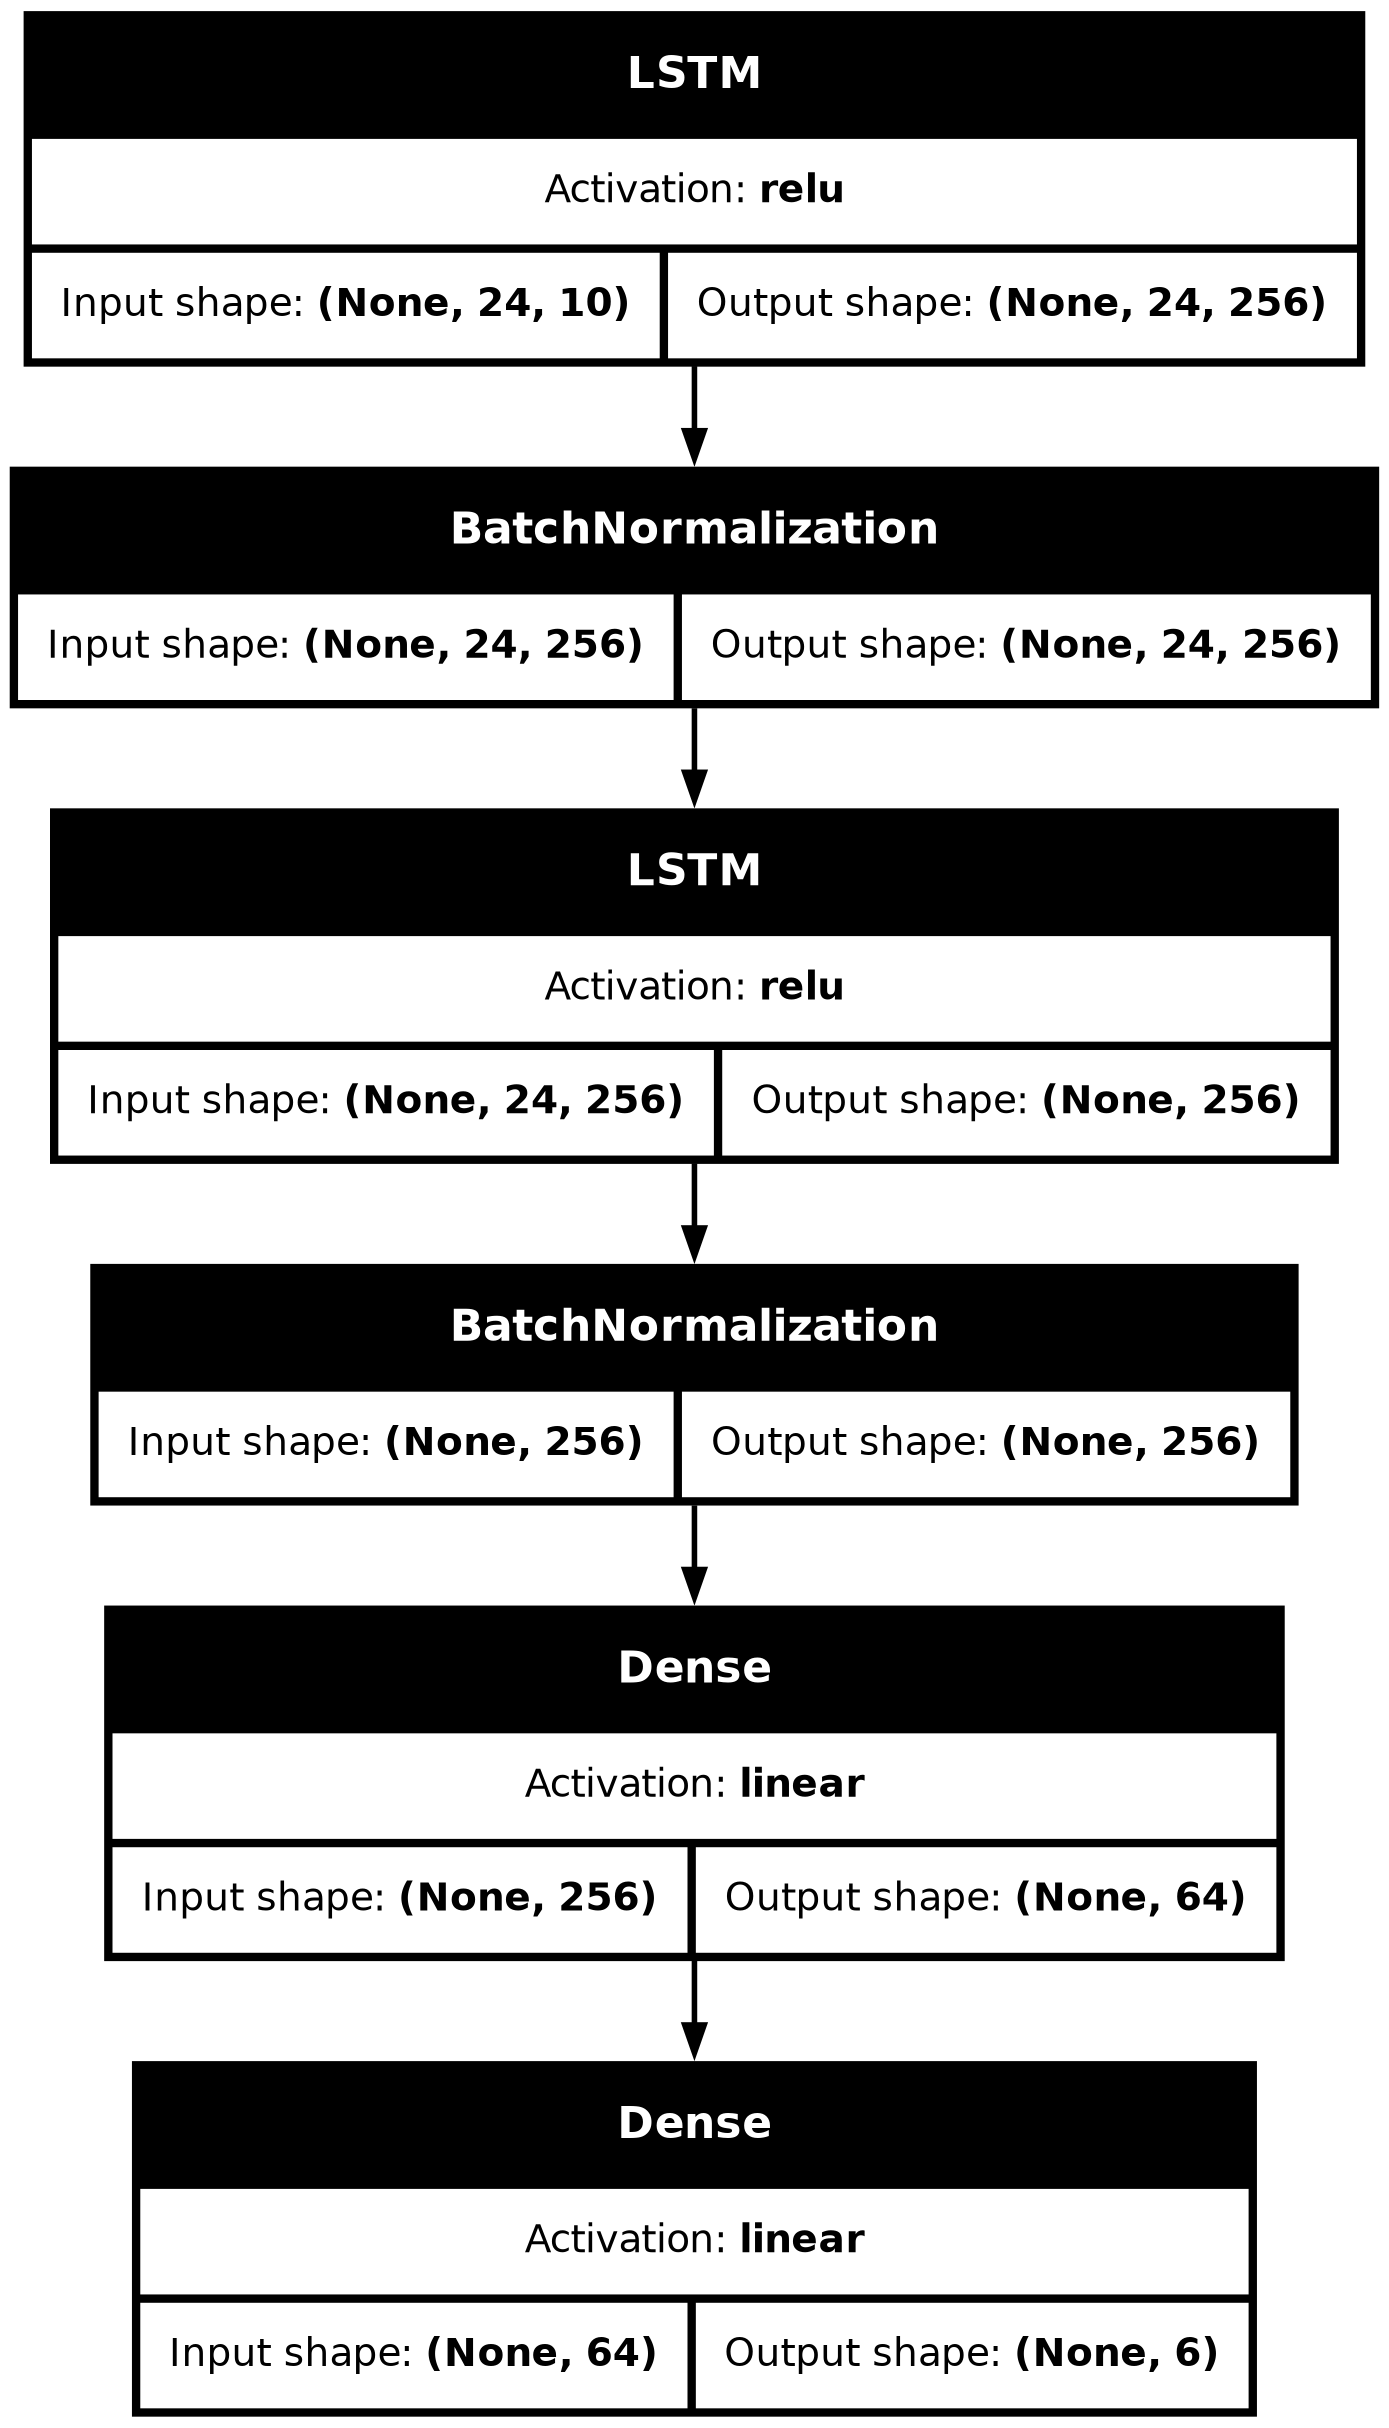 LSTM
Activation: relu
Input shape: (None, 24, 10) Output shape: (None, 24, 256)
BatchNormalization
Input shape: (None, 24, 256) Output shape: (None, 24, 256)
LSTM
Activation: relu
Input shape: (None, 24, 256) Output shape: (None, 256)
BatchNormalization
Input shape: (None, 256) Output shape: (None, 256)
Dense
Activation: linear
Input shape: (None, 256) Output shape: (None, 64)
Dense
Activation: linear
Input shape: (None, 64) Output shape: (None, 6)